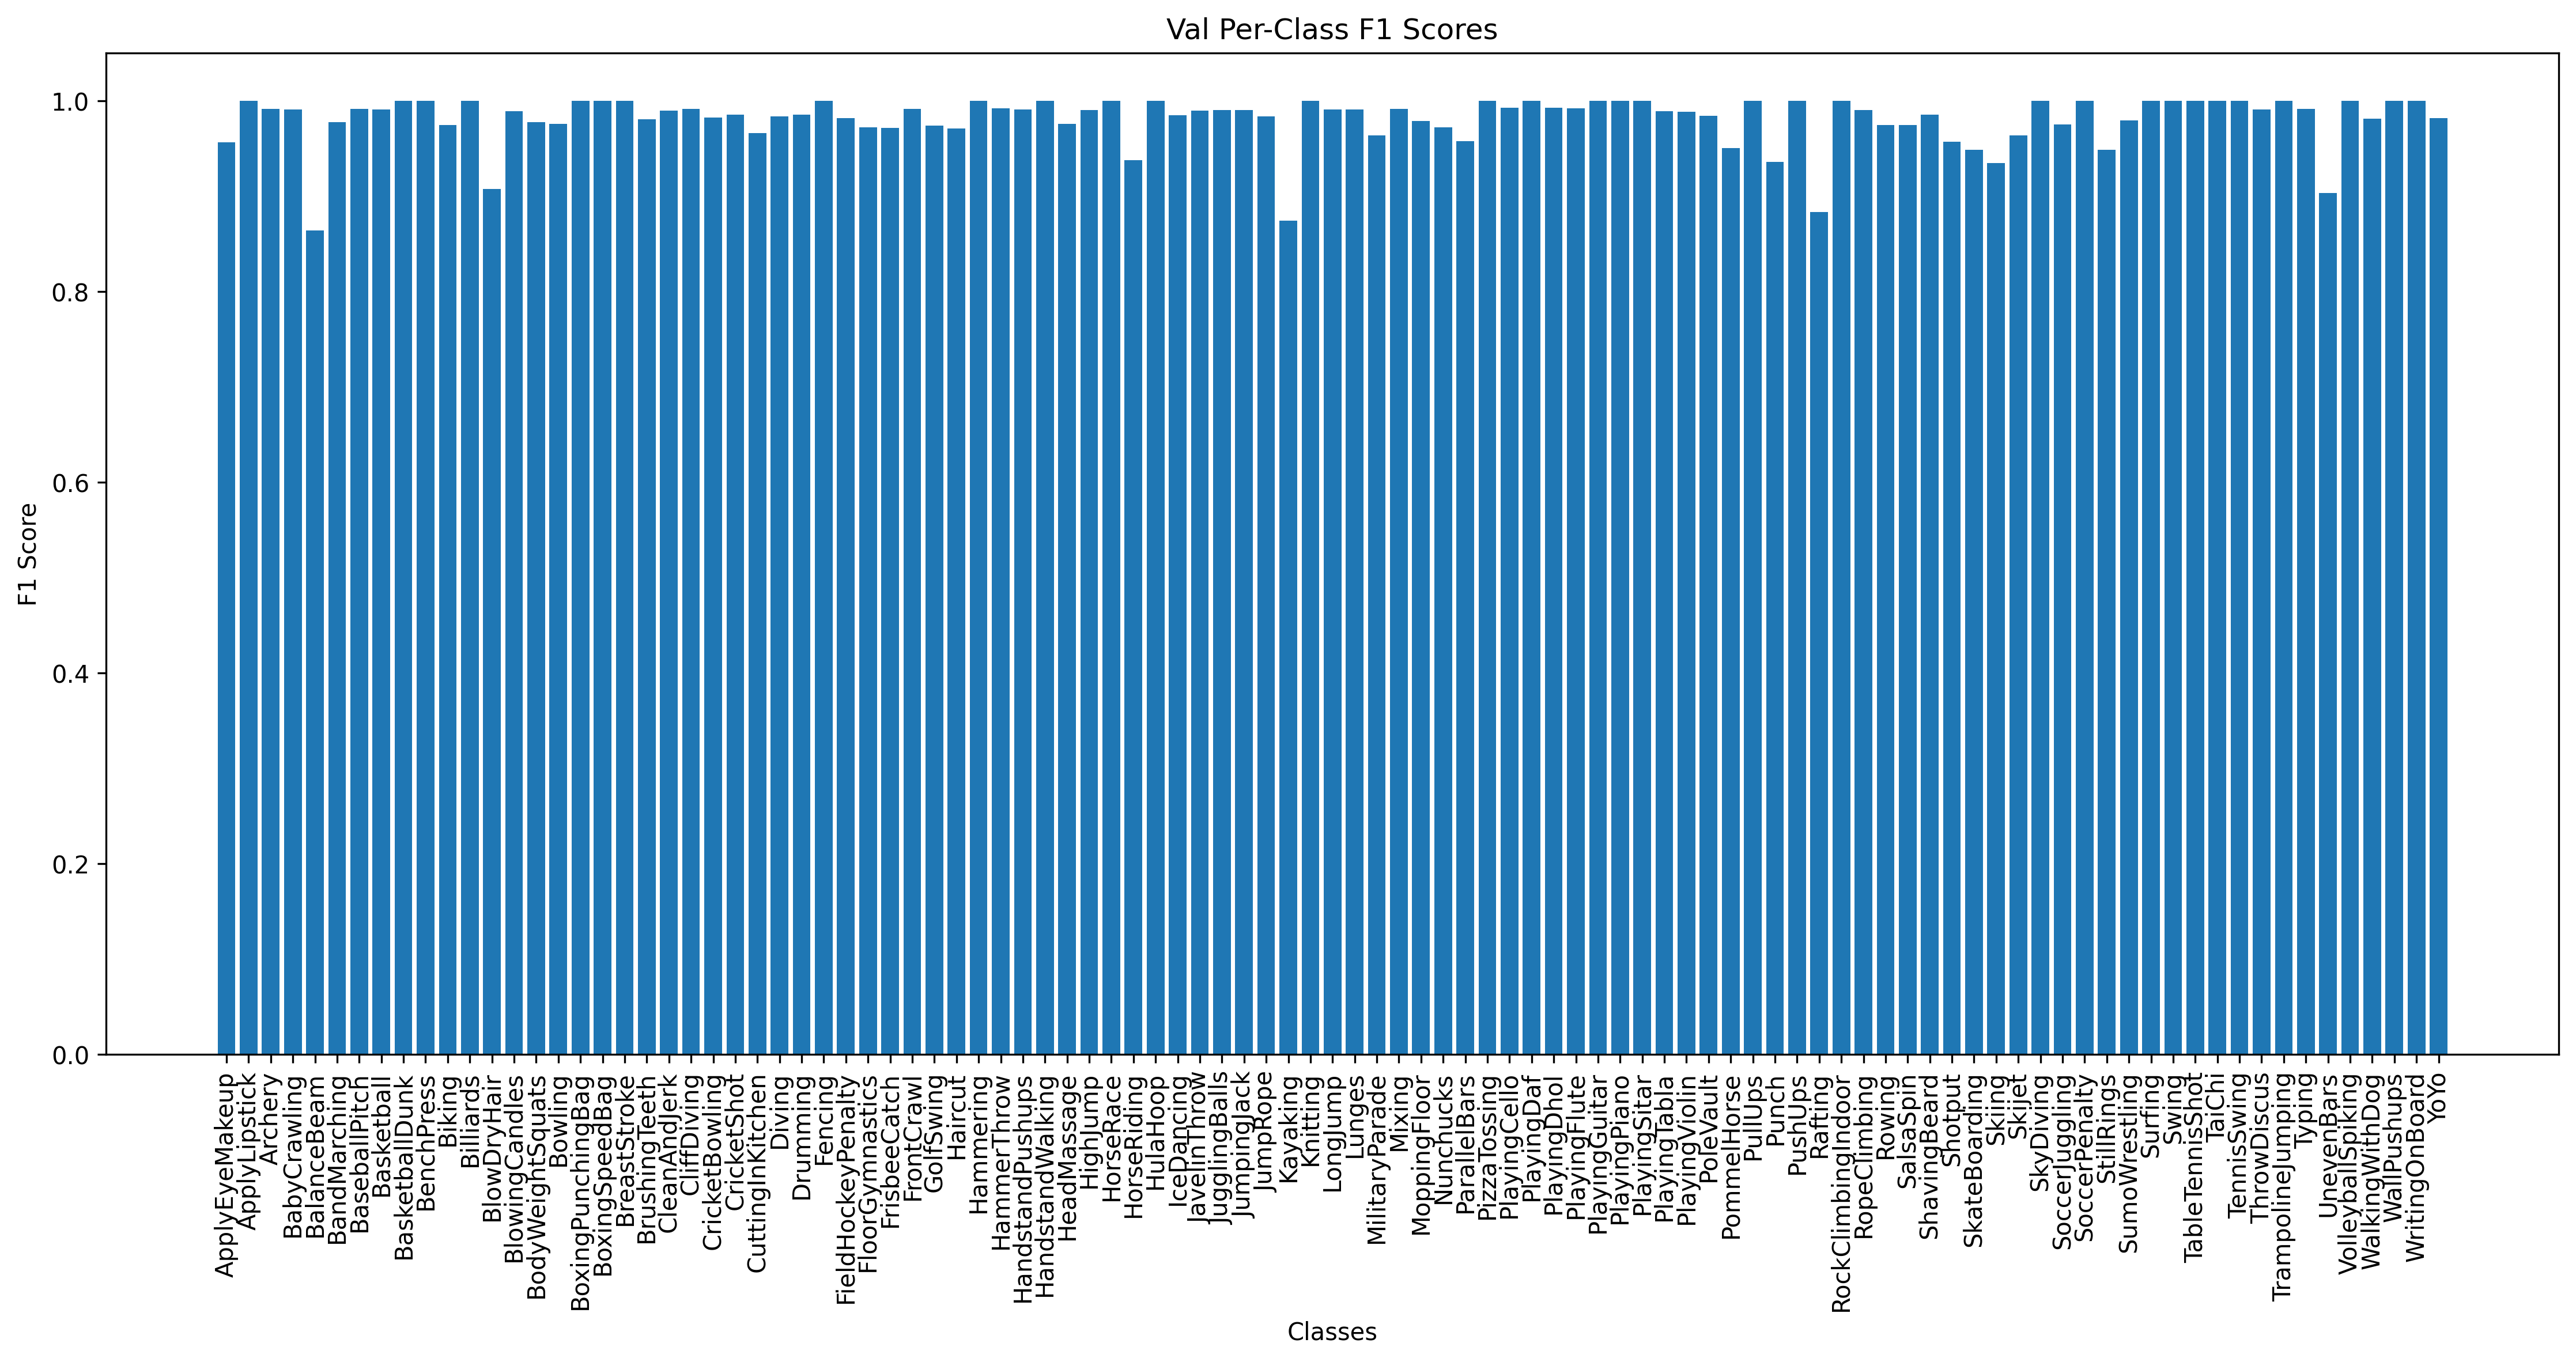 Val Per-Class F1 Scores
F1 Score
1.0
0.8
0.6
0.4
0.2
0.0
ApplyEyeMakeup
ApplyLipstick
Archery
BabyCrawling
BalanceBeam
BandMarching
BaseballPitch
Basketball
BasketballDunk
BenchPress
Biking
Billiards
BlowDryHair
BlowingCandles
BodyWeightSquats
Bowling
BoxingPunchingBag
BoxingSpeedBag
BreastStroke
BrushingTeeth
CleanAndJerk
CliffDiving
CricketBowling
CricketShot
CuttingInKitchen
Diving
Drumming
Fencing
FieldHockeyPenalty
FloorGymnastics
FrisbeeCatch
FrontCrawl
GolfSwing
Haircut
Hammering
HammerThrow
HandstandPushups
HandstandWalking
HeadMassage
HighJump
HorseRace
HorseRiding
HulaHoop
IceDancing
JavelinThrow
JugglingBalls
JumpingJack
JumpRope
Kayaking
Knitting
LongJump
Lunges
MilitaryParade
Mixing
MoppingFloor
Nunchucks
ParallelBars
PizzaTossing
PlayingCello
PlayingDaf
PlayingDhol
PlayingFlute
PlayingGuitar
PlayingPiano
PlayingSitar
PlayingTabla
PlayingViolin
PoleVault
PommelHorse
PullUps
Punch
PushUps
Rafting
RockClimbingIndoor
RopeClimbing
Rowing
SalsaSpin
ShavingBeard
Shotput
SkateBoarding
Skiing
Skijet
SkyDiving
SoccerJuggling
SoccerPenalty
StillRings
SumoWrestling
Surfing
Swing
TableTennisShot
TaiChi
TennisSwing
ThrowDiscus
TrampolineJumping
Typing
UnevenBars
VolleyballSpiking
WalkingWithDog
WallPushups
WritingOnBoard
YoYo
Classes